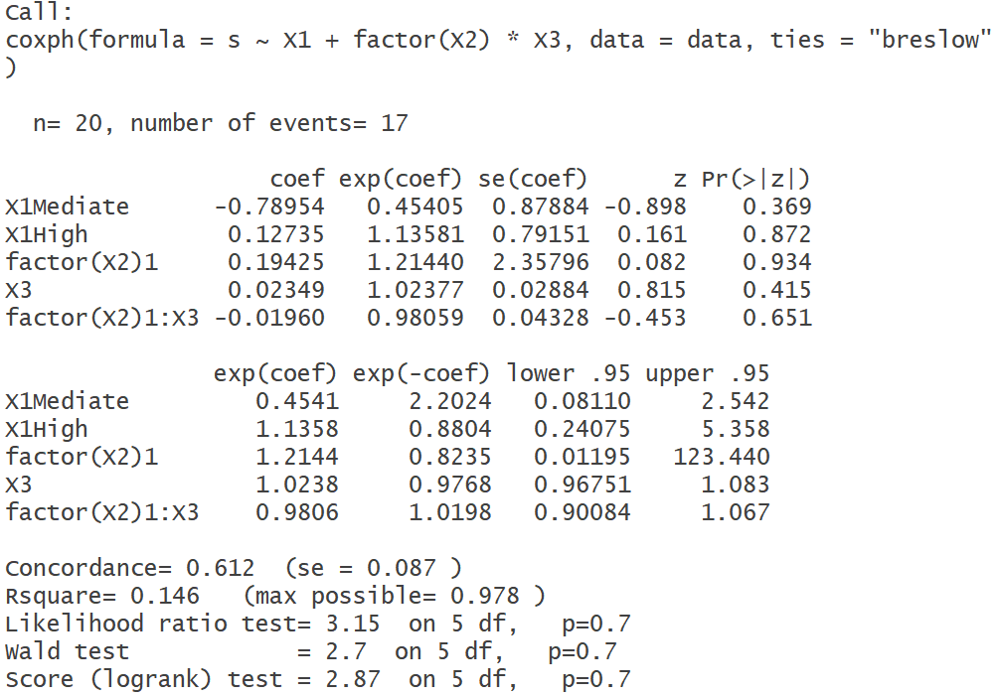 Call:
coxph(formula = s ~ X1 + factor(X2) * X3, data = data, ties = "breslow"
)
n= 20, number of events= 17
coef exp(coef) se(coef) z Pr(>|z|)
X1Mediate -0.78954 0.45405 0.87884 -0.898 0.369
X1High 0.12735 1.13581 0.79151 0.161 0.872
factor(X2)1 0.19425 1.21440 2.35796 0.082 0.934
X3 0.02349 1.02377 0.02884 0.815 0.415
factor(X2)1:X3 -0.01960 0.98059 0.04328 -0.453 0.651
exp(coef) exp(-coef) lower .95 upper .95
X1Mediate 0.4541 2.2024 0.08110 2.542
X1High 1.1358 0.8804 0.24075 5.358
factor(X2)1 1.2144 0.8235 0.01195 123.440
X3 1.0238 0.9768 0.96751 1.083
factor(X2)1:X3 0.9806 1.0198 0.90084 1.067
Concordance= 0.612 (se = 0.087 )
Rsquare= 0.146 (max possible= 0.978 )
Likelihood ratio test= 3.15 on 5 df, p=0.7
Wald test = 2.7 on 5 df, p=0.7
Score (logrank) test = 2.87 on 5 df, p=0.7